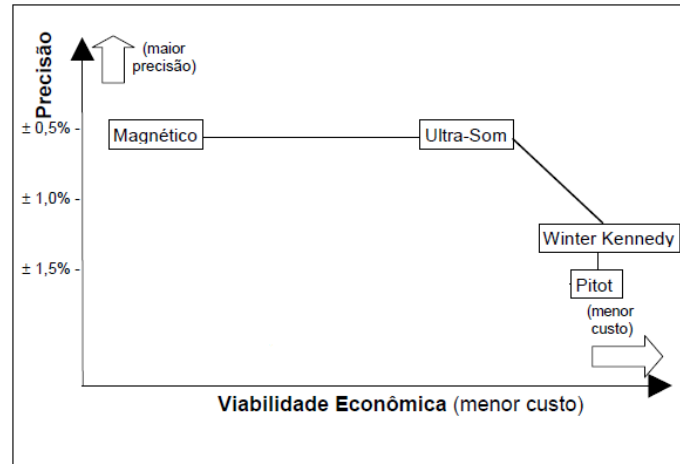 Precisão
(maior
precisão)
± 0,5% -
Magnético
Ultra-Som
± 1,0% -
Winter Kennedy
± 1,5% -
Pitot
(menor
custo)
Viabilidade Econômica (menor custo)